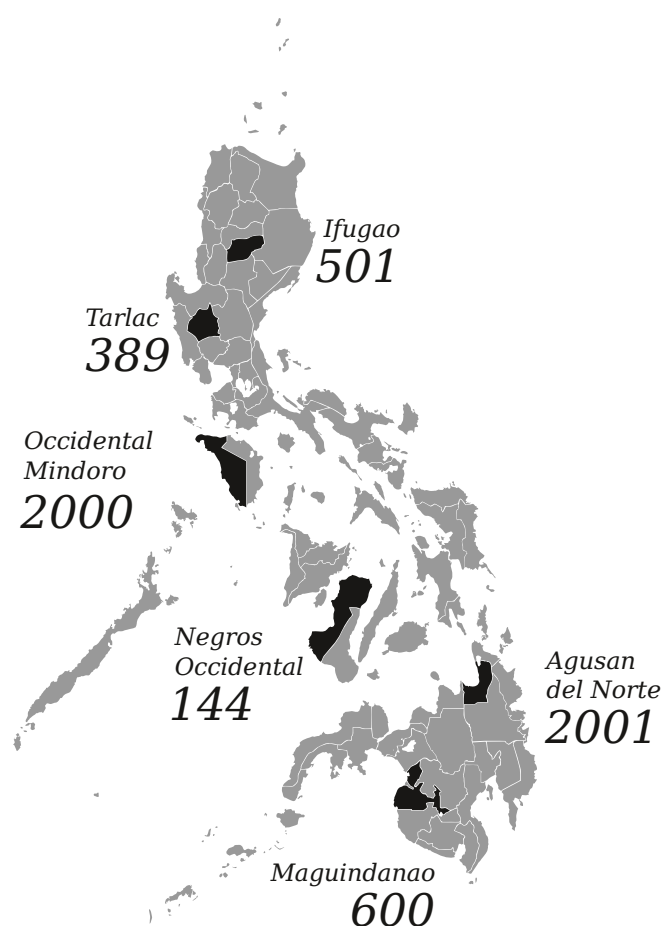 Ifugao
501
Tarlac
389
Occidental
Mindoro
2000
Negros
Occidental
144
Agusan
del Norte
2001
Maguindanao
600